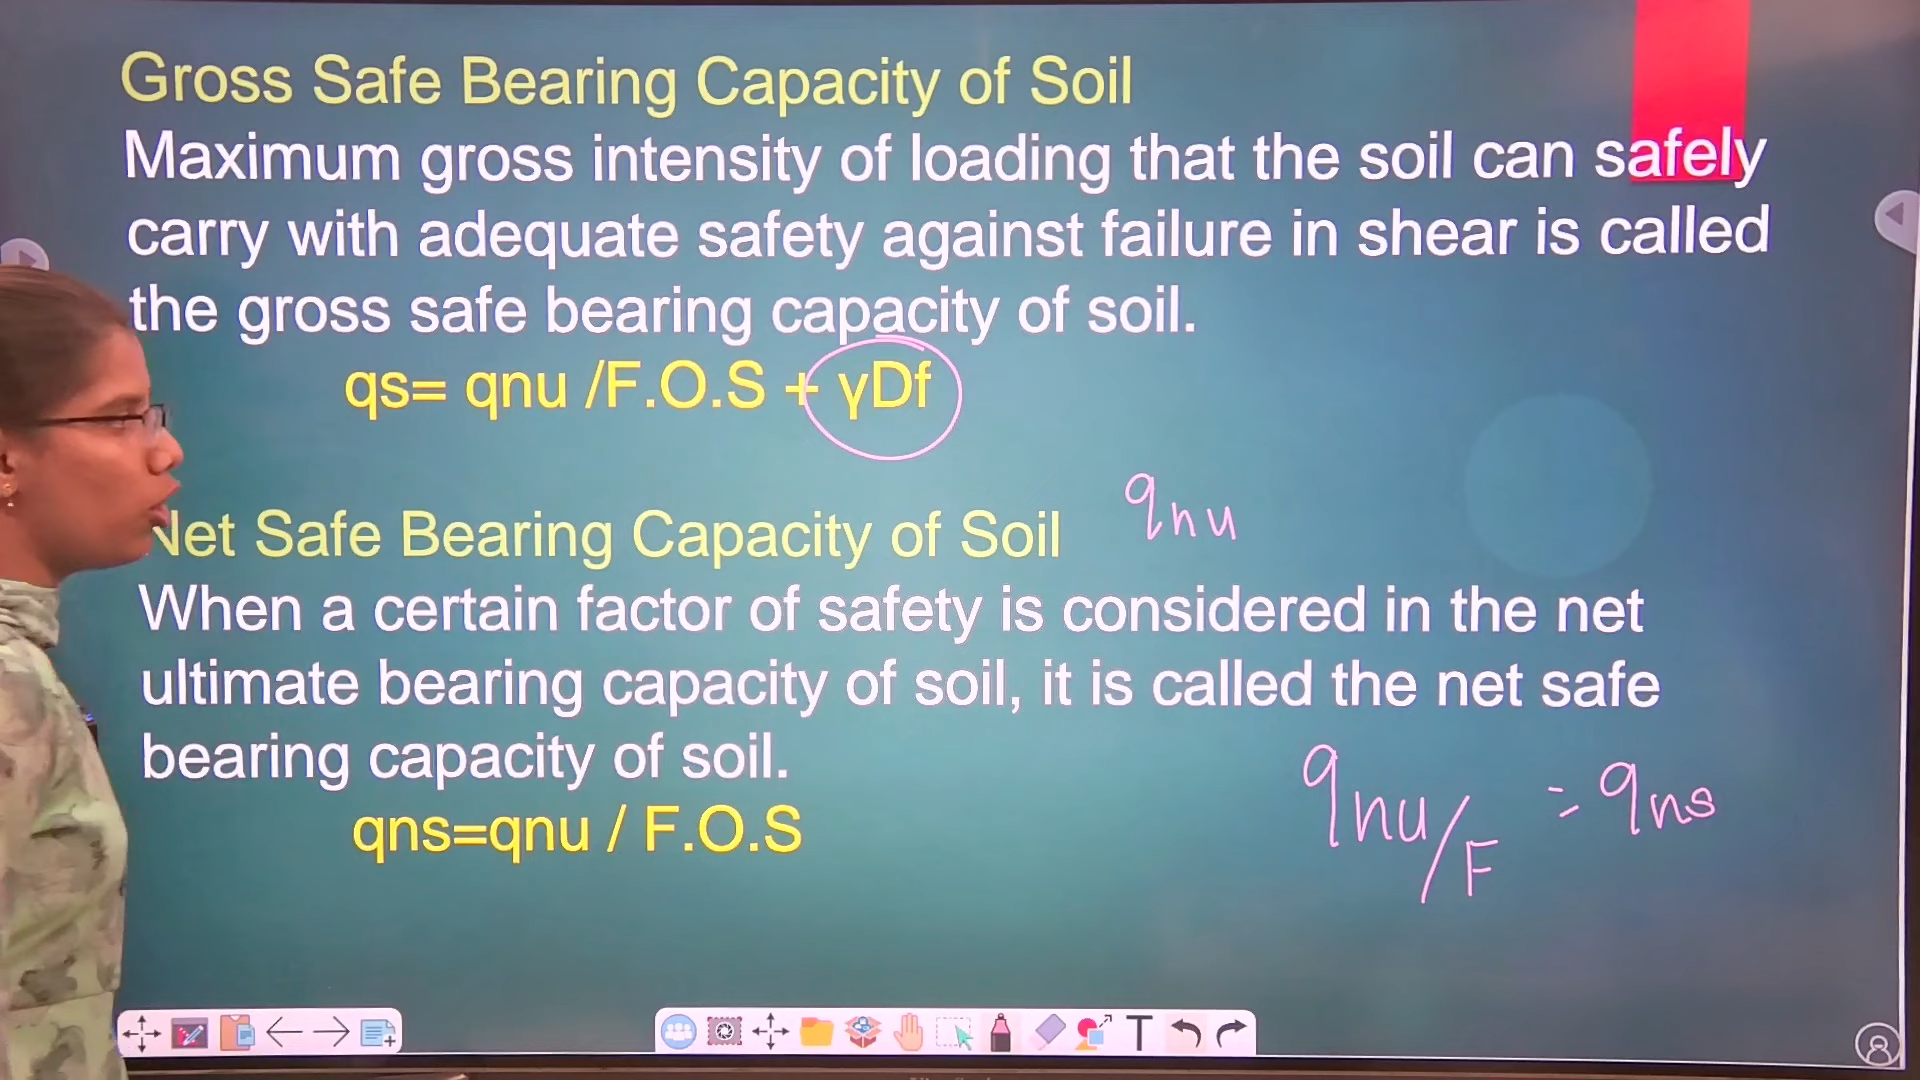 Gross Safe Bearing Capacity of Soil
Maximum gross intensity of loading that the soil can safely
carry with adequate safety against failure in shear is called
the gross safe bearing capacity of soil.
qs= qnu /F.O.S + γDf
qnu
Net Safe Bearing Capacity of Soil
When a certain factor of safety is considered in the net
ultimate bearing capacity of soil, it is called the net safe
bearing capacity of soil.
qnu/F = qns
qns=qnu / F.O.S
T